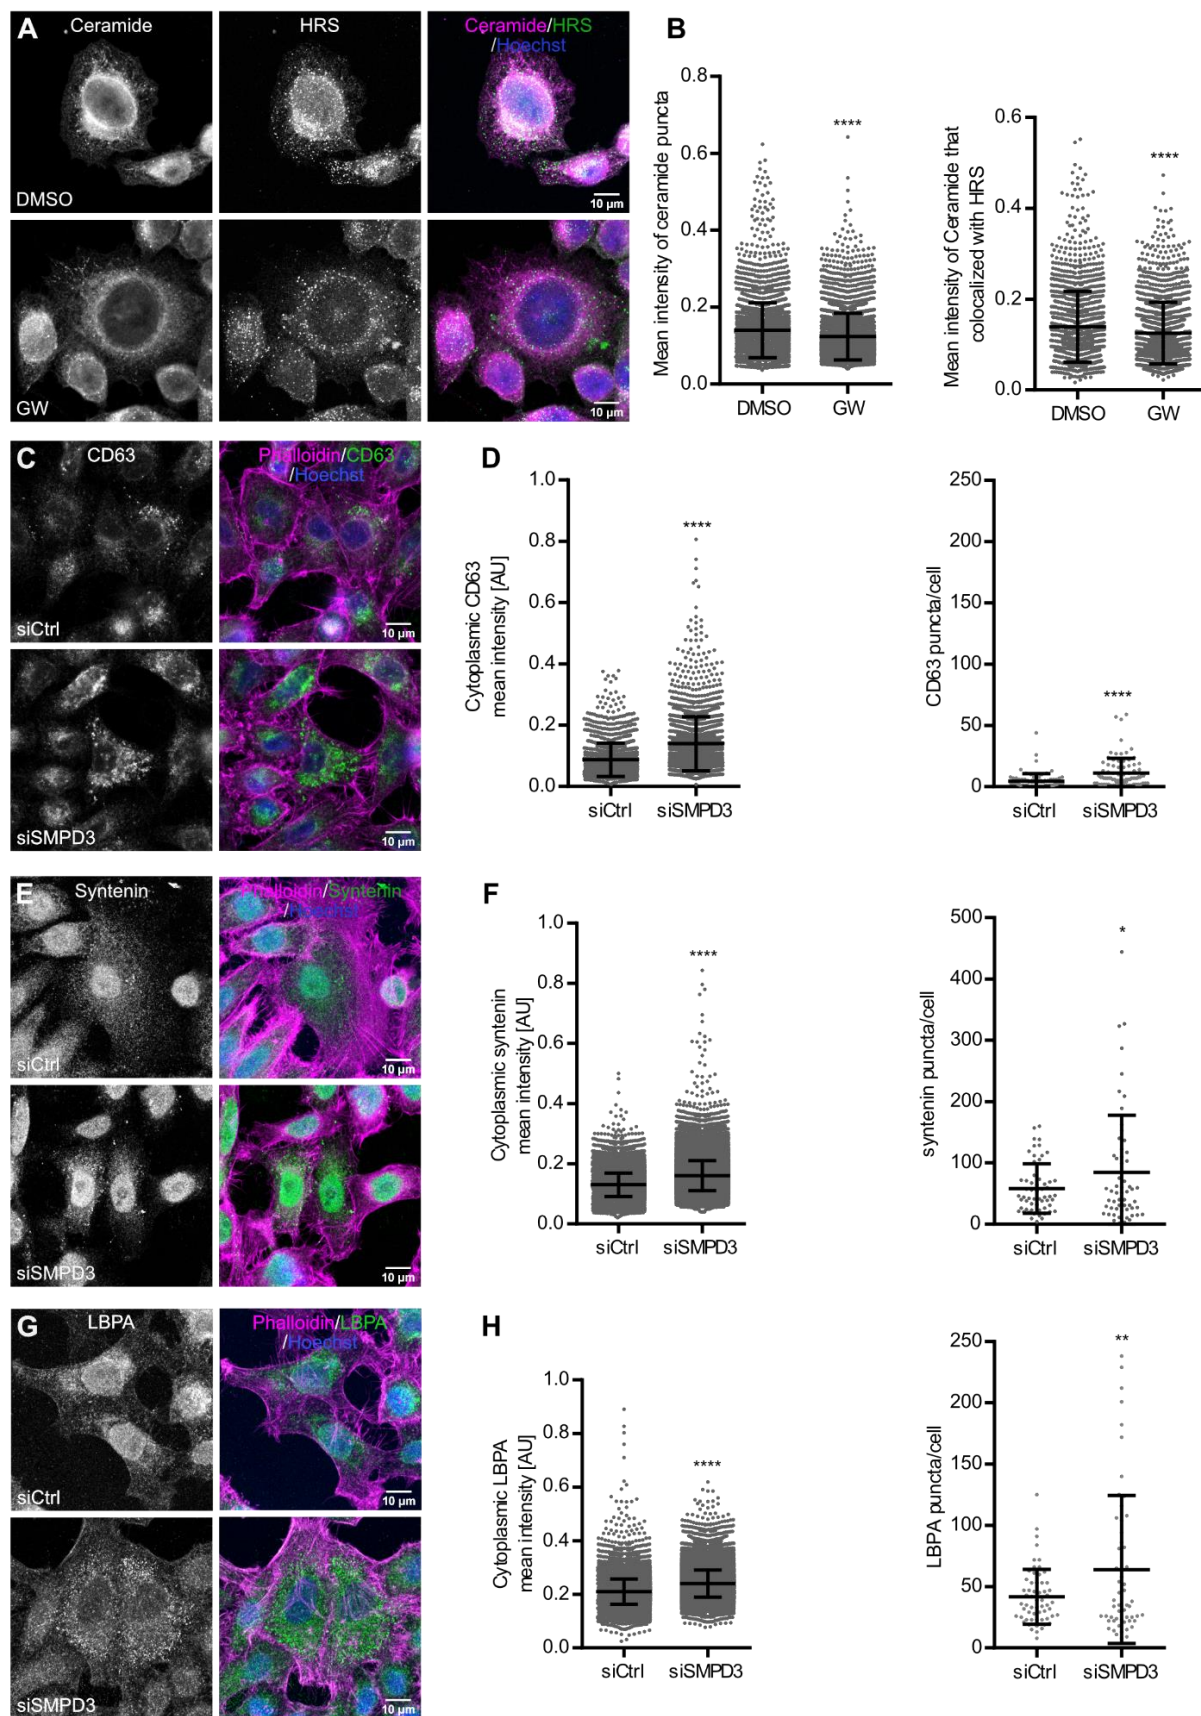 A
Ceramide
HRS
Ceramide/HRS
/Hoechst
DMSO
10 µm
GW
10 µm
B
Mean intensity of ceramide puncta
0.8
0.6
0.4
0.2
0.0
****
DMSO
GW
Mean intensity of Ceramide that
colocalized with HRS
0.6
0.4
0.2
0.0
****
DMSO
GW
C
CD63
Phalloidin/CD63
/Hoechst
siCtrl
10 µm
siSMPD3
10 µm
D
Cytoplasmic CD63
mean intensity [AU]
1.0
0.8
0.6
0.4
0.2
0.0
****
siCtrl
siSMPD3
CD63 puncta/cell
250
200
150
100
50
0
****
siCtrl
siSMPD3
E
Syntenin
Phalloidin/Syntenin
/Hoechst
siCtrl
10 µm
siSMPD3
10 µm
F
Cytoplasmic syntenin
mean intensity [AU]
1.0
0.8
0.6
0.4
0.2
0.0
****
siCtrl
siSMPD3
syntenin puncta/cell
500
400
300
200
100
0
*
siCtrl
siSMPD3
G
LBPA
Phalloidin/LBPA
/Hoechst
siCtrl
10 µm
siSMPD3
10 µm
H
Cytoplasmic LBPA
mean intensity [AU]
1.0
0.8
0.6
0.4
0.2
0.0
****
siCtrl
siSMPD3
LBPA puncta/cell
250
200
150
100
50
0
**
siCtrl
siSMPD3